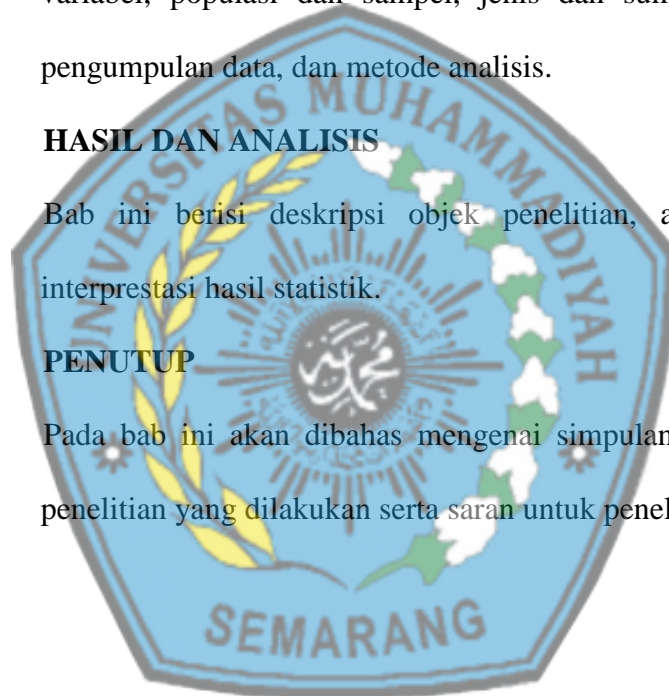 variabel, populasi dan sampel, jenis dan
pengumpulan data, dan metode analisis.
HASIL DAN ANALISIS
Bab ini berisi deskripsi objek penelitian,
interprestasi hasil statistik.
PENUTUP
Pada bab ini akan dibahas mengenai simpulan
penelitian yang dilakukan serta saran untuk
UNIVERSITAS MUHAMMADIYAH
SEMARANG